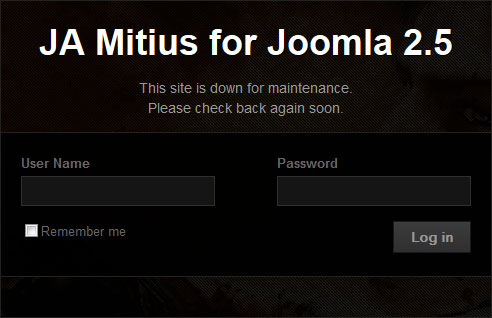 JA Mitius for Joomla 2.5
This site is down for maintenance.
Please check back again soon.
User Name Password
Remember me Log in